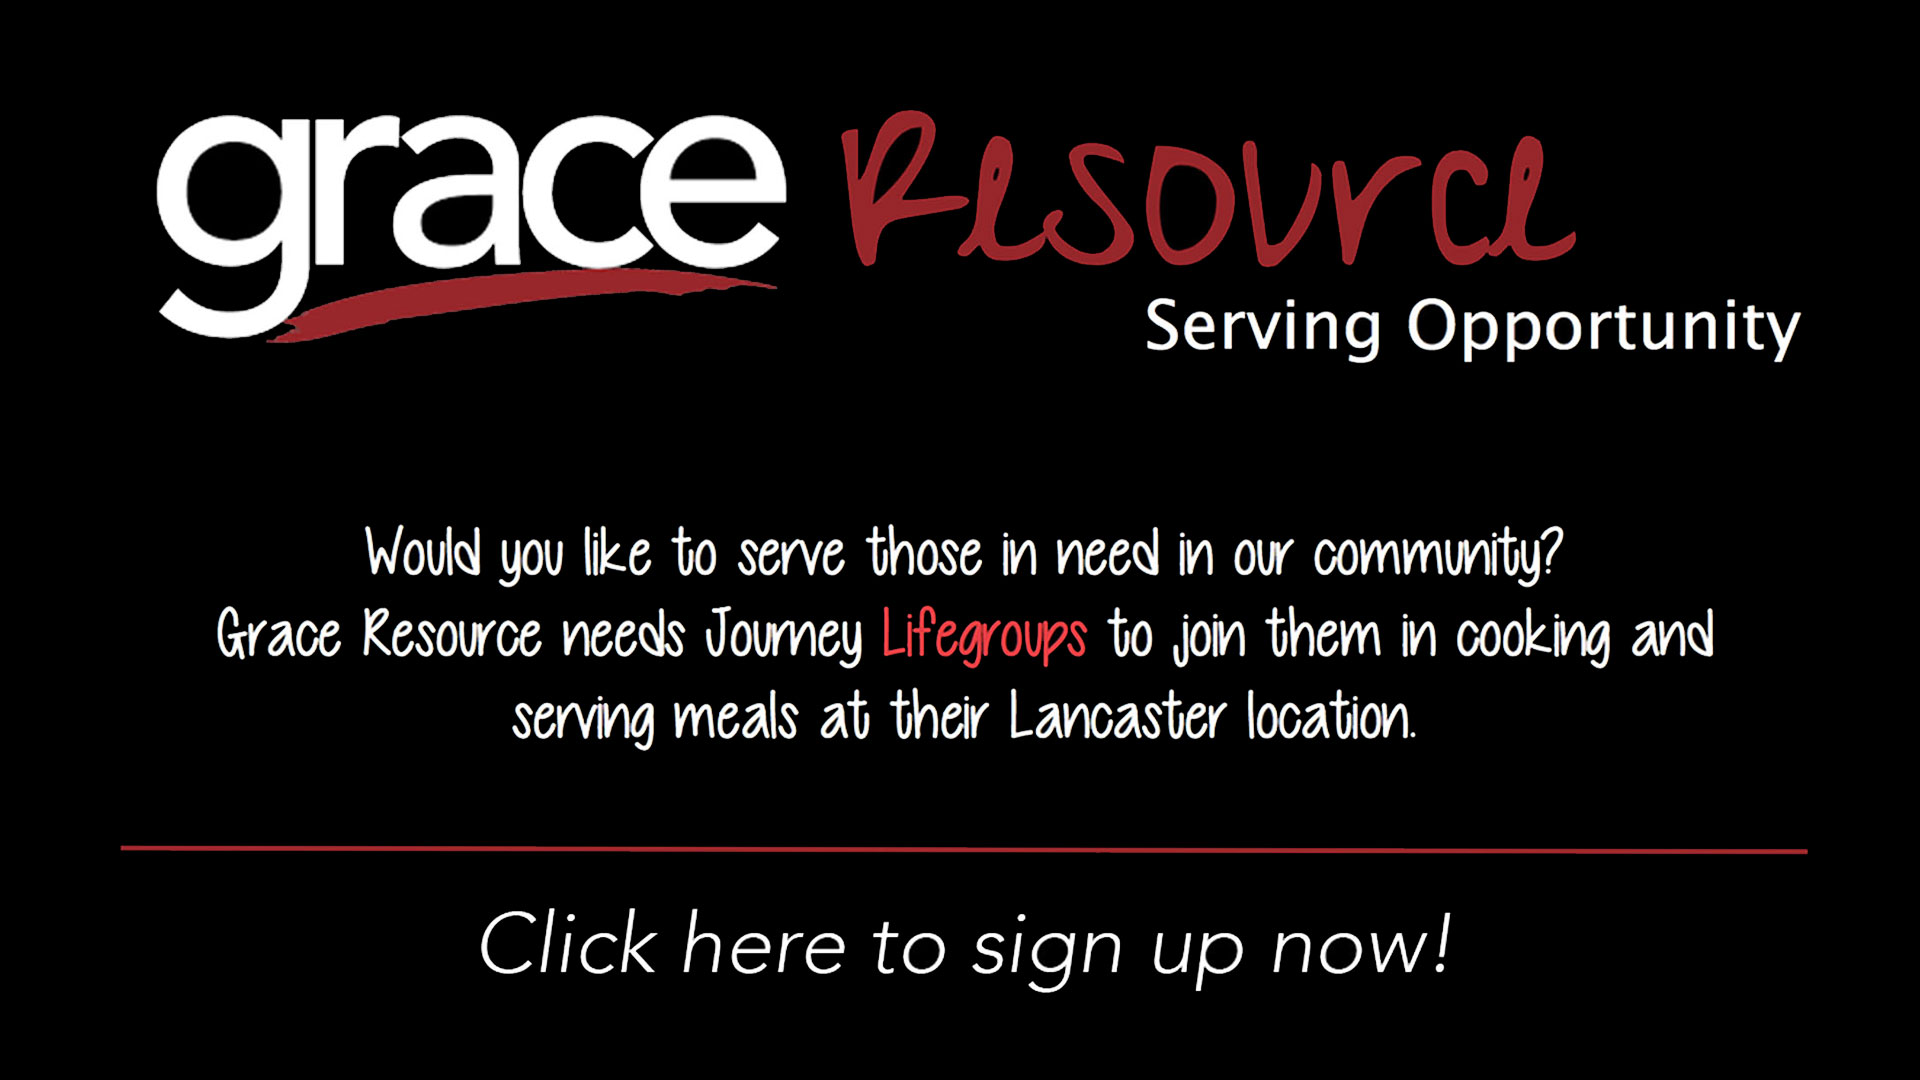 grace Resource
Serving Opportunity
Would you like to serve those in need in our community?
Grace Resource needs Journey Lifegroups to join them in cooking and
serving meals at their Lancaster location.
Click here to sign up now!